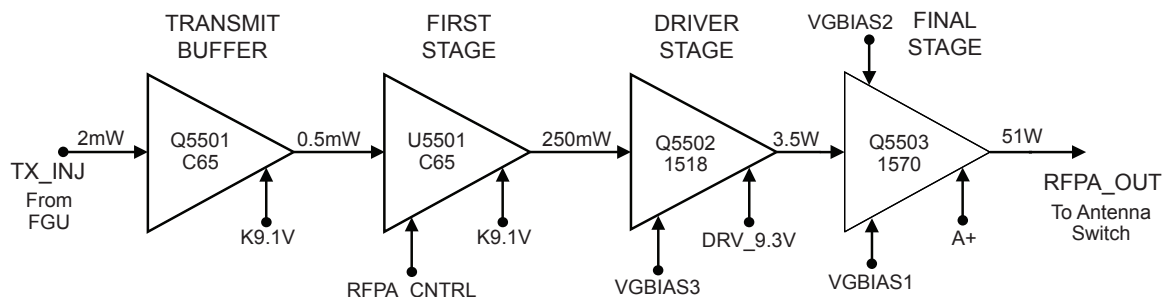 TRANSMIT
BUFFER
FIRST
STAGE
DRIVER
STAGE
VGBIAS2
FINAL
STAGE
2mW
Q5501
C65
0.5mW
U5501
C65
250mW
Q5502
1518
3.5W
Q5503
1570
51W
TX_INJ
From
FGU
RFPA_OUT
To Antenna
Switch
K9.1V
K9.1V
DRV_9.3V
A+
RFPA_CNTRL
VGBIAS3
VGBIAS1